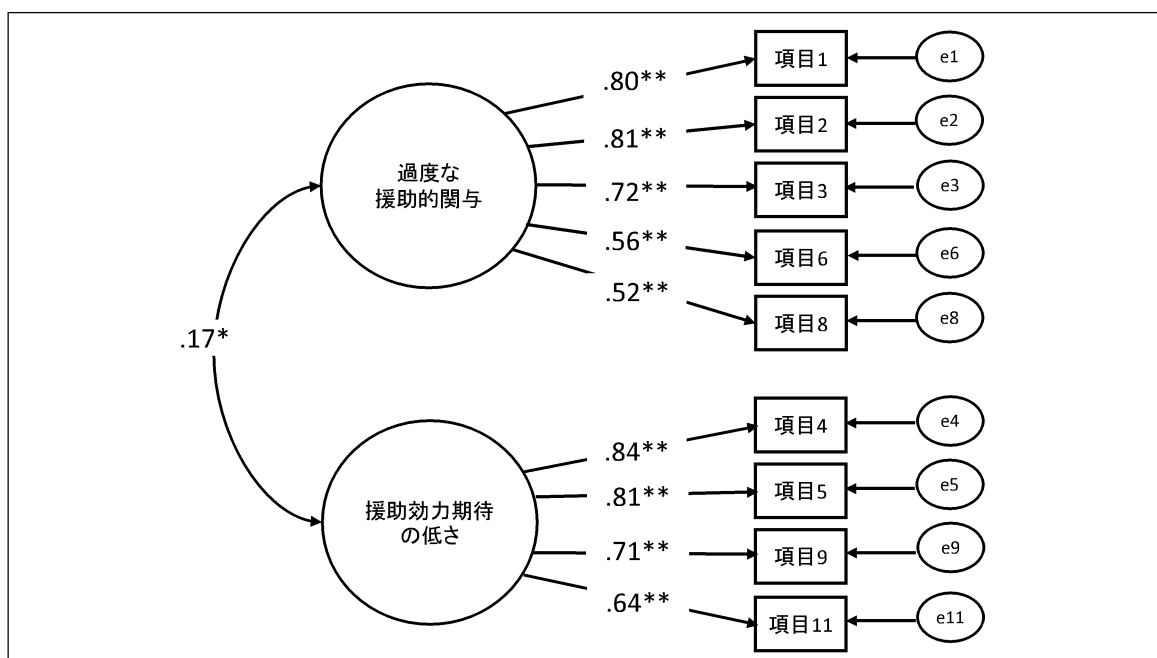 .80**
項目1
e1
.81**
項目2
e2
過度な
援助的関与
.72**
項目3
e3
.56**
項目6
e6
.52**
項目8
e8
.17*
.84**
項目4
e4
.81**
項目5
e5
援助効力期待
の低さ
.71**
項目9
e9
.64**
項目11
e11